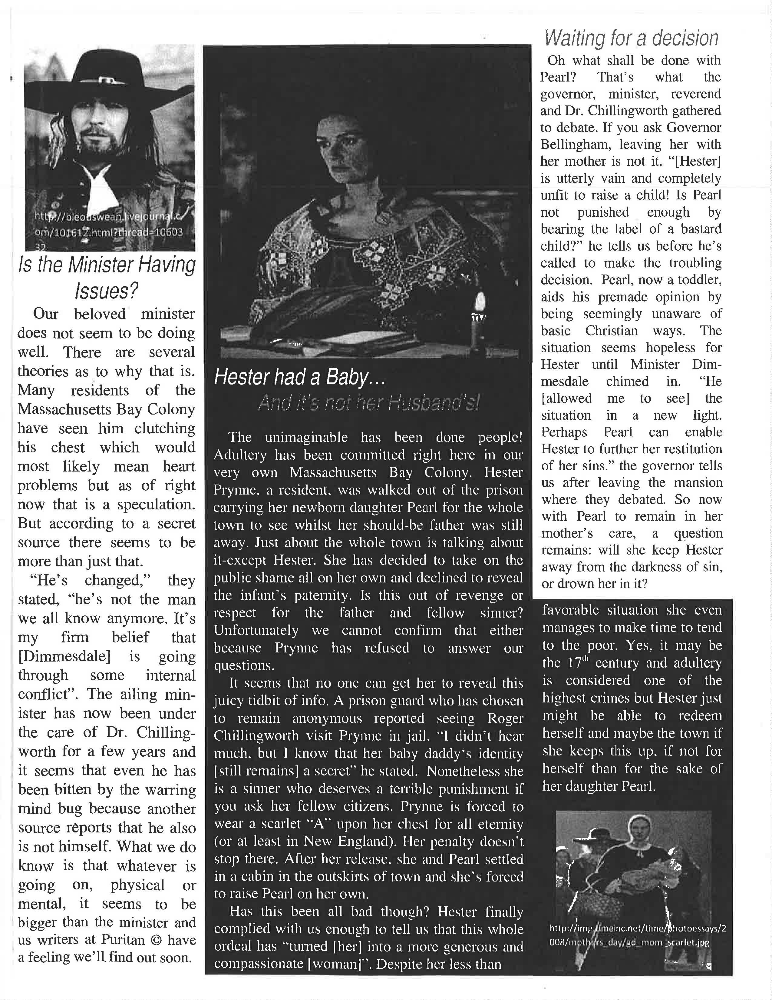 http://bleouswean.livejournal.c
om/101612.html?thread=10603
32
Is the Minister Having
Issues?
Our beloved minister
does not seem to be doing
well. There are several
theories as to why that is.
Many residents of the
Massachusetts Bay Colony
have seen him clutching
his chest which would
most likely mean heart
problems but as of right
now that is a speculation.
But according to a secret
source there seems to be
more than just that.
“He’s changed,” they
stated, “he’s not the man
we all know anymore. It’s
my firm belief that
[Dimmesdale] is going
through some internal
conflict”. The ailing min-
ister has now been under
the care of Dr. Chilling-
worth for a few years and
it seems that even he has
been bitten by the warring
mind bug because another
source reports that he also
is not himself. What we do
know is that whatever is
going on, physical or
mental, it seems to be
bigger than the minister and
us writers at Puritan © have
a feeling we’ll find out soon.
Hester had a Baby...
And it’s not her Husband’s!
The unimaginable has been done people!
Adultery has been committed right here in our
very own Massachusetts Bay Colony. Hester
Prynne, a resident, was walked out of the prison
carrying her newborn daughter Pearl for the whole
town to see whilst her should-be father was still
away. Just about the whole town is talking about
it-except Hester. She has decided to take on the
public shame all on her own and declined to reveal
the infant’s paternity. Is this out of revenge or
respect for the father and fellow sinner?
Unfortunately we cannot confirm that either
because Prynne has refused to answer our
questions.
It seems that no one can get her to reveal this
juicy tidbit of info. A prison guard who has chosen
to remain anonymous reported seeing Roger
Chillingworth visit Prynne in jail. “I didn’t hear
much, but I know that her baby daddy’s identity
[still remains] a secret” he stated. Nonetheless she
is a sinner who deserves a terrible punishment if
you ask her fellow citizens. Prynne is forced to
wear a scarlet “A” upon her chest for all eternity
(or at least in New England). Her penalty doesn’t
stop there. After her release, she and Pearl settled
in a cabin in the outskirts of town and she’s forced
to raise Pearl on her own.
Has this been all bad though? Hester finally
complied with us enough to tell us that this whole
ordeal has “turned [her] into a more generous and
compassionate [woman]”. Despite her less than
favorable situation she even
manages to make time to tend
to the poor. Yes, it may be
the 17th century and adultery
is considered one of the
highest crimes but Hester just
might be able to redeem
herself and maybe the town if
she keeps this up, if not for
herself than for the sake of
her daughter Pearl.
http://img.timeinc.net/time/photoessays/2
008/mothers_day/gd_mom_scarlet.jpg
Waiting for a decision
Oh what shall be done with
Pearl? That’s what the
governor, minister, reverend
and Dr. Chillingworth gathered
to debate. If you ask Governor
Bellingham, leaving her with
her mother is not it. “[Hester]
is utterly vain and completely
unfit to raise a child! Is Pearl
not punished enough by
bearing the label of a bastard
child?” he tells us before he’s
called to make the troubling
decision. Pearl, now a toddler,
aids his premade opinion by
being seemingly unaware of
basic Christian ways. The
situation seems hopeless for
Hester until Minister Dim-
mesdale chimed in. “He
[allowed me to see] the
situation in a new light.
Perhaps Pearl can enable
Hester to further her restitution
of her sins.” the governor tells
us after leaving the mansion
where they debated. So now
with Pearl to remain in her
mother’s care, a question
remains: will she keep Hester
away from the darkness of sin,
or drown her in it?